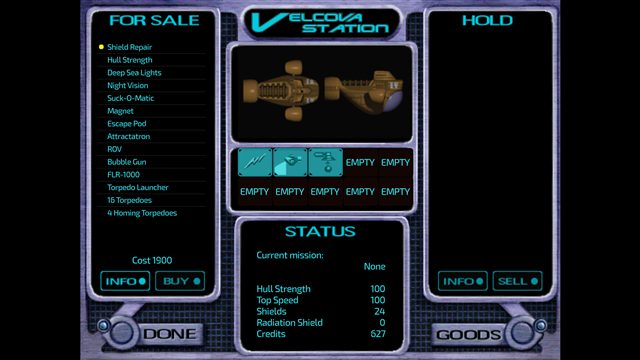 FOR SALE
Shield Repair
Hull Strength
Deep Sea Lights
Night Vision
Suck-O-Matic
Magnet
Escape Pod
Attractatron
ROV
Bubble Gun
FLR-1000
Torpedo Launcher
16 Torpedoes
4 Homing Torpedoes
Cost 1900
INFO BUY
DONE
VELCOVA
STATION
EMPTY EMPTY
EMPTY EMPTY EMPTY EMPTY EMPTY
STATUS
Current mission:
None
Hull Strength 100
Top Speed 100
Shields 24
Radiation Shield 0
Credits 627
HOLD
INFO SELL
GOODS